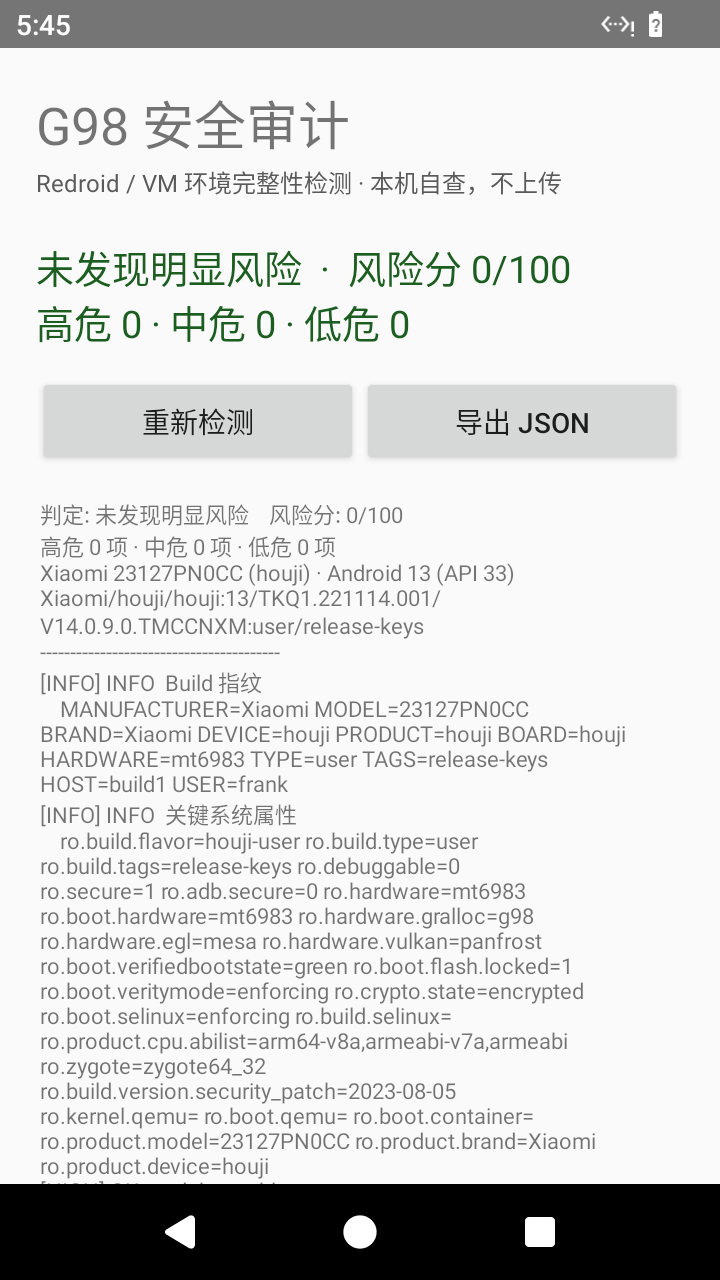 5:45
G98 安全审计
Redroid / VM 环境完整性检测 · 本机自查，不上传
未发现明显风险 · 风险分 0/100
高危 0 · 中危 0 · 低危 0
重新检测
导出 JSON
判定: 未发现明显风险 风险分: 0/100
高危 0 项 · 中危 0 项 · 低危 0 项
Xiaomi 23127PN0CC (houji) · Android 13 (API 33)
Xiaomi/houji/houji:13/TKQ1.221114.001/
V14.0.9.0.TMCCNXM:user/release-keys
----------------------------------------
[INFO] INFO Build 指纹
MANUFACTURER=Xiaomi MODEL=23127PN0CC
BRAND=Xiaomi DEVICE=houji PRODUCT=houji BOARD=houji
HARDWARE=mt6983 TYPE=user TAGS=release-keys
HOST=build1 USER=frank
[INFO] INFO 关键系统属性
ro.build.flavor=houji-user ro.build.type=user
ro.build.tags=release-keys ro.debuggable=0
ro.secure=1 ro.adb.secure=0 ro.hardware=mt6983
ro.boot.hardware=mt6983 ro.hardware.gralloc=g98
ro.hardware.egl=mesa ro.hardware.vulkan=panfrost
ro.boot.verifiedbootstate=green ro.boot.flash.locked=1
ro.boot.veritymode=enforcing ro.crypto.state=encrypted
ro.boot.selinux=enforcing ro.build.selinux=
ro.product.cpu.abilist=arm64-v8a,armeabi-v7a,armeabi
ro.zygote=zygote64_32
ro.build.version.security_patch=2023-08-05
ro.kernel.qemu= ro.boot.qemu= ro.boot.container=
ro.product.model=23127PN0CC ro.product.brand=Xiaomi
ro.product.device=houji